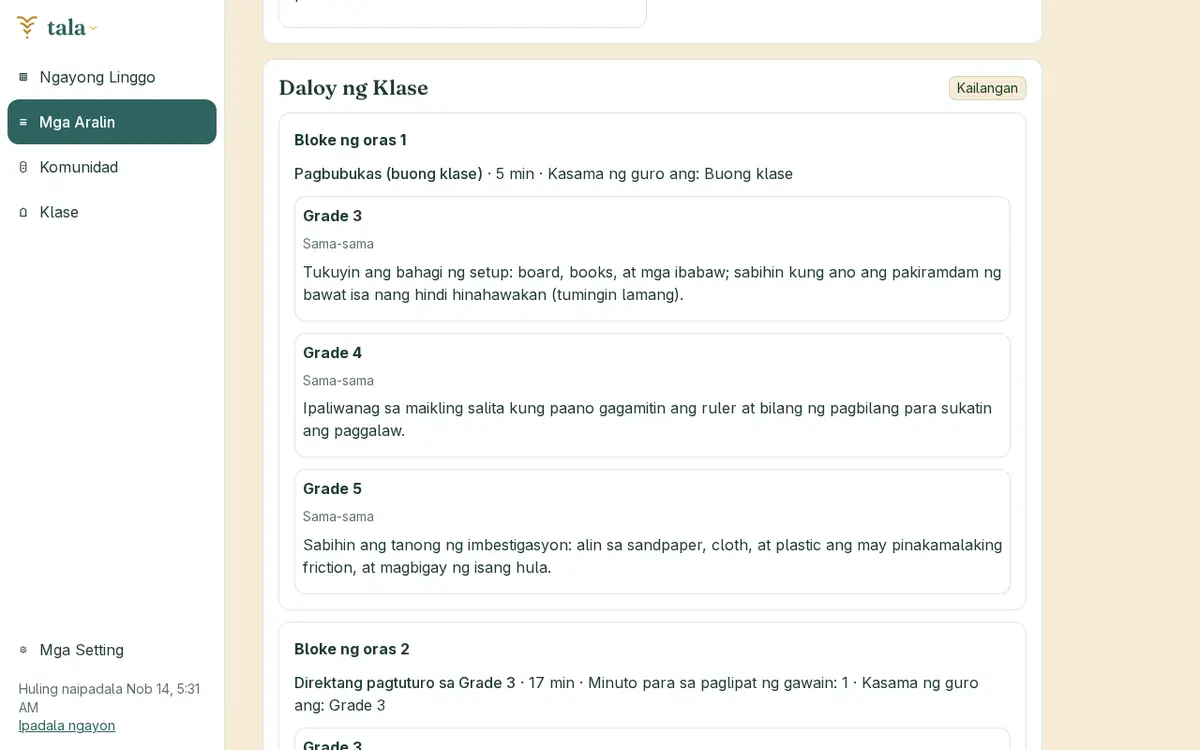 tala
Ngayong Linggo
Mga Aralin
Komunidad
Klase
Mga Setting
Huling naipadala Nob 14, 5:31
AM
Ipadala ngayon
Daloy ng Klase
Kailangan
Bloke ng oras 1
Pagbubukas (buong klase) · 5 min · Kasama ng guro ang: Buong klase
Grade 3
Sama-sama
Tukuyin ang bahagi ng setup: board, books, at mga ibabaw; sabihin kung ano ang pakiramdam ng
bawat isa nang hindi hinahawakan (tumingin lamang).
Grade 4
Sama-sama
Ipaliwanag sa maikling salita kung paano gagamitin ang ruler at bilang ng pagbilang para sukatin
ang paggalaw.
Grade 5
Sama-sama
Sabihin ang tanong ng imbestigasyon: alin sa sandpaper, cloth, at plastic ang may pinakamalaking
friction, at magbigay ng isang hula.
Bloke ng oras 2
Direktang pagtuturo sa Grade 3 · 17 min · Minuto para sa paglipat ng gawain: 1 · Kasama ng guro
ang: Grade 3
Grade 3